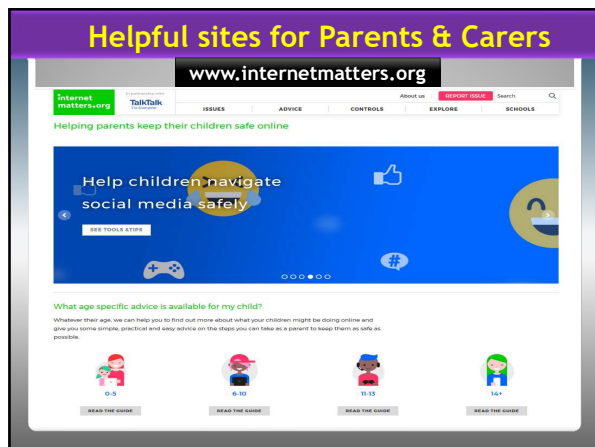 Helpful sites for Parents & Carers
www.internetmatters.org
internet
matters.org
In partnership with
TalkTalk
For Everyone
About us
REPORT ISSUE
Search
ISSUES
ADVICE
CONTROLS
EXPLORE
SCHOOLS
Helping parents keep their children safe online
Help children navigate
social media safely
SEE TOOLS &TIPS
#
What age specific advice is available for my child?
Whatever their age, we can help you to find out more about what your children might be doing online and
give you some simple, practical and easy advice on the steps you can take as a parent to keep them as safe as
possible.
0-5
6-10
11-13
14+
READ THE GUIDE
READ THE GUIDE
READ THE GUIDE
READ THE GUIDE